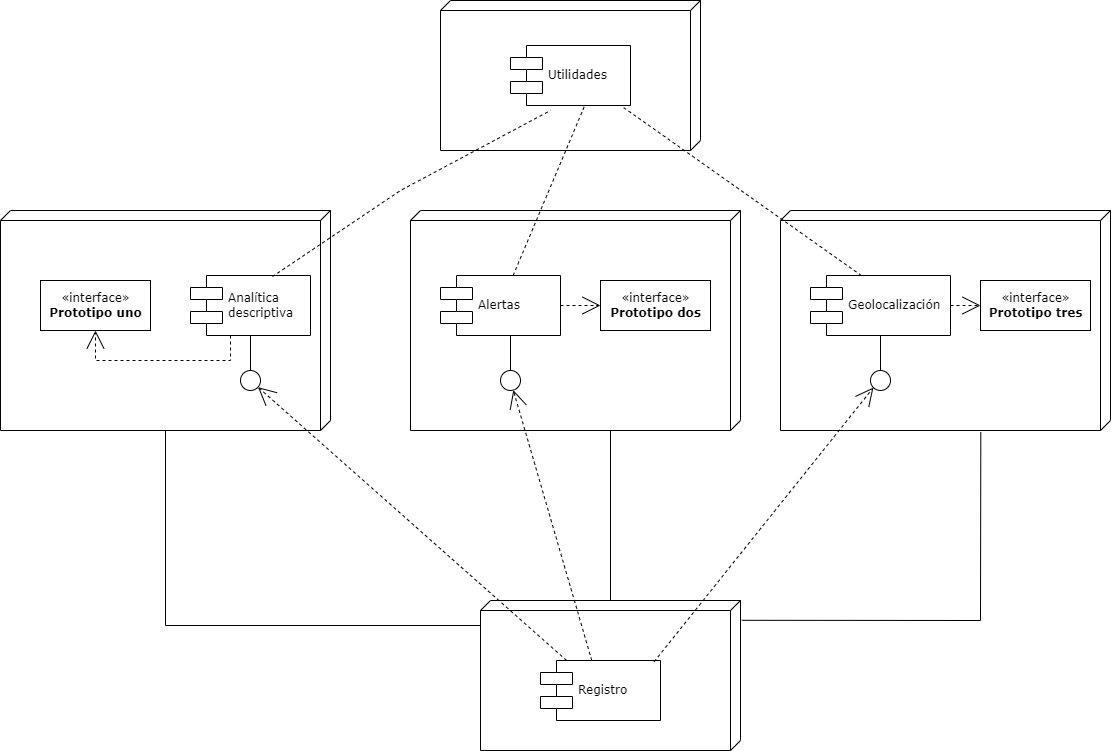 Utilidades
«interface»
Prototipo uno
Analítica
descriptiva
Alertas
«interface»
Prototipo dos
Geolocalización
«interface»
Prototipo tres
Registro